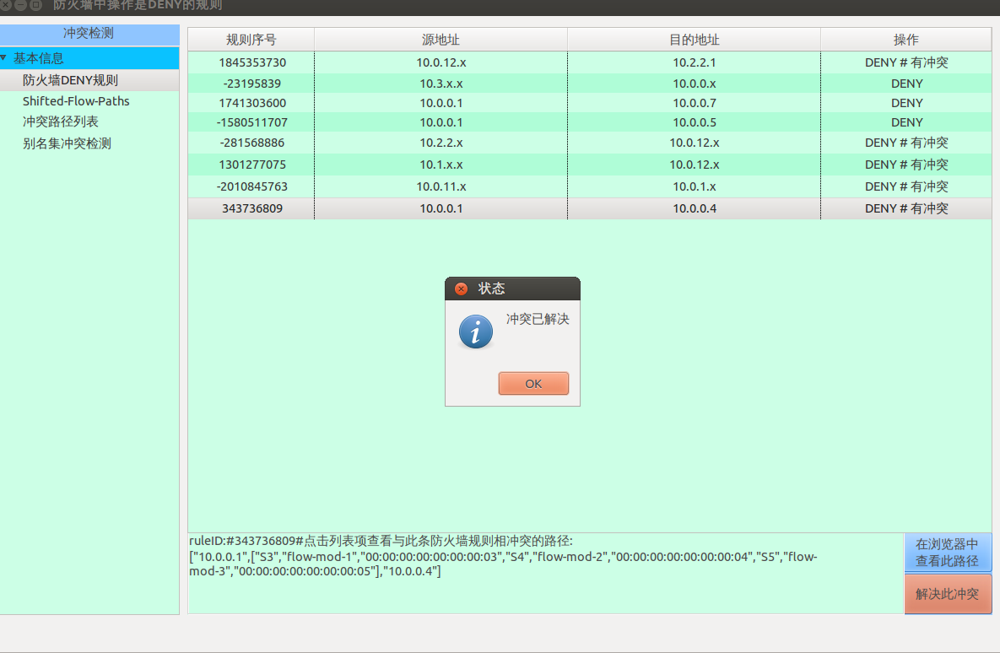 防火墙中操作是DENY的规则
冲突检测
基本信息
防火墙DENY规则
Shifted-Flow-Paths
冲突路径列表
别名集冲突检测
规则序号 源地址 目的地址 操作
1845353730 10.0.12.x 10.2.2.1 DENY # 有冲突
-23195839 10.3.x.x 10.0.0.x DENY
1741303600 10.0.0.1 10.0.0.7 DENY
-1580511707 10.0.0.1 10.0.0.5 DENY
-281568886 10.2.2.x 10.0.12.x DENY # 有冲突
1301277075 10.1.x.x 10.0.12.x DENY # 有冲突
-2010845763 10.0.11.x 10.0.1.x DENY # 有冲突
343736809 10.0.0.1 10.0.0.4 DENY # 有冲突
状态
冲突已解决
OK
ruleID:#343736809#点击列表项查看与此条防火墙规则相冲突的路径:
["10.0.0.1",["S3","flow-mod-1","00:00:00:00:00:00:00:03","S4","flow-mod-2","00:00:00:00:00:00:00:04","S5","flow-
mod-3","00:00:00:00:00:00:00:05"],"10.0.0.4"]
在浏览器中
查看此路径
解决此冲突